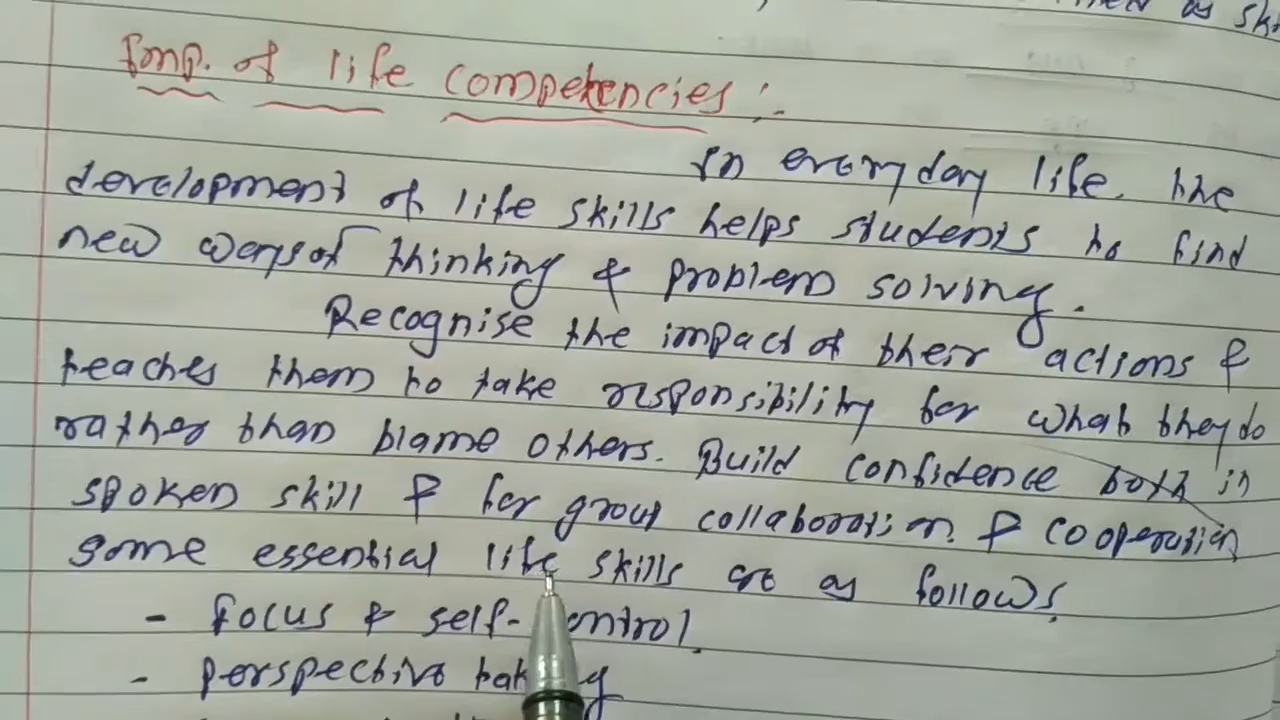 as sk
Imp. of life competencies :-
In everyday life, the
development of life skills helps students to find
new ways of thinking & problem solving.
Recognise the impact of their actions &
teaches them to take responsibility for what they do
rather than blame others. Build confidence both in
spoken skill & for group collaboration. & cooperation
some essential life skills are as follows.
- Focus & self-control.
- Perspective taking